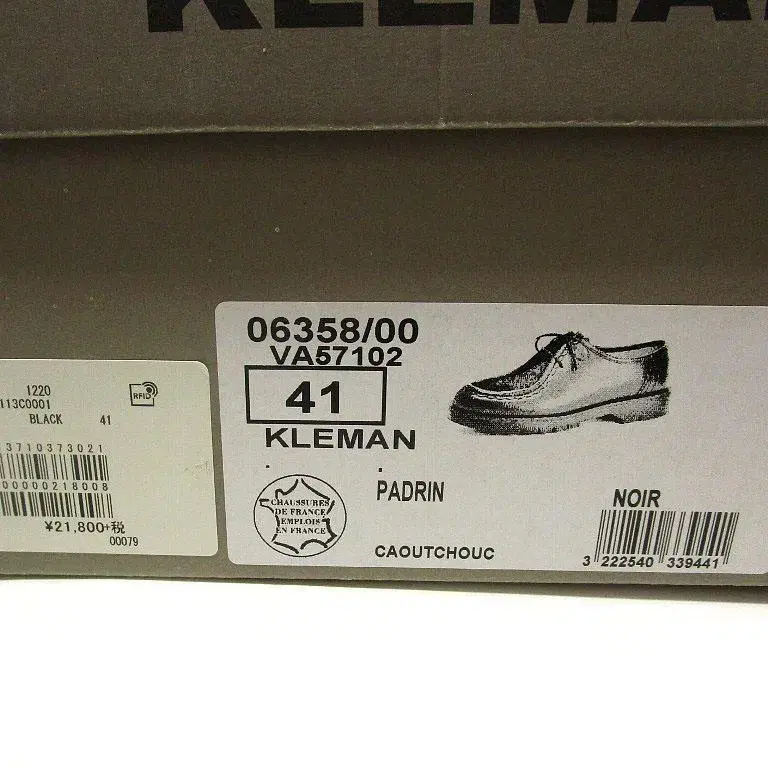 KLEMAN
06358/00
VA57102
41
KLEMAN
PADRIN
NOIR
CHAUSSURES
DE FRANCE
EMPLOIS
EN FRANCE
CAOUTCHOUC
3 222540 339441
1220
113C0001
RFID
BLACK 41
3710373021
00000218008
¥21,800+税
00079